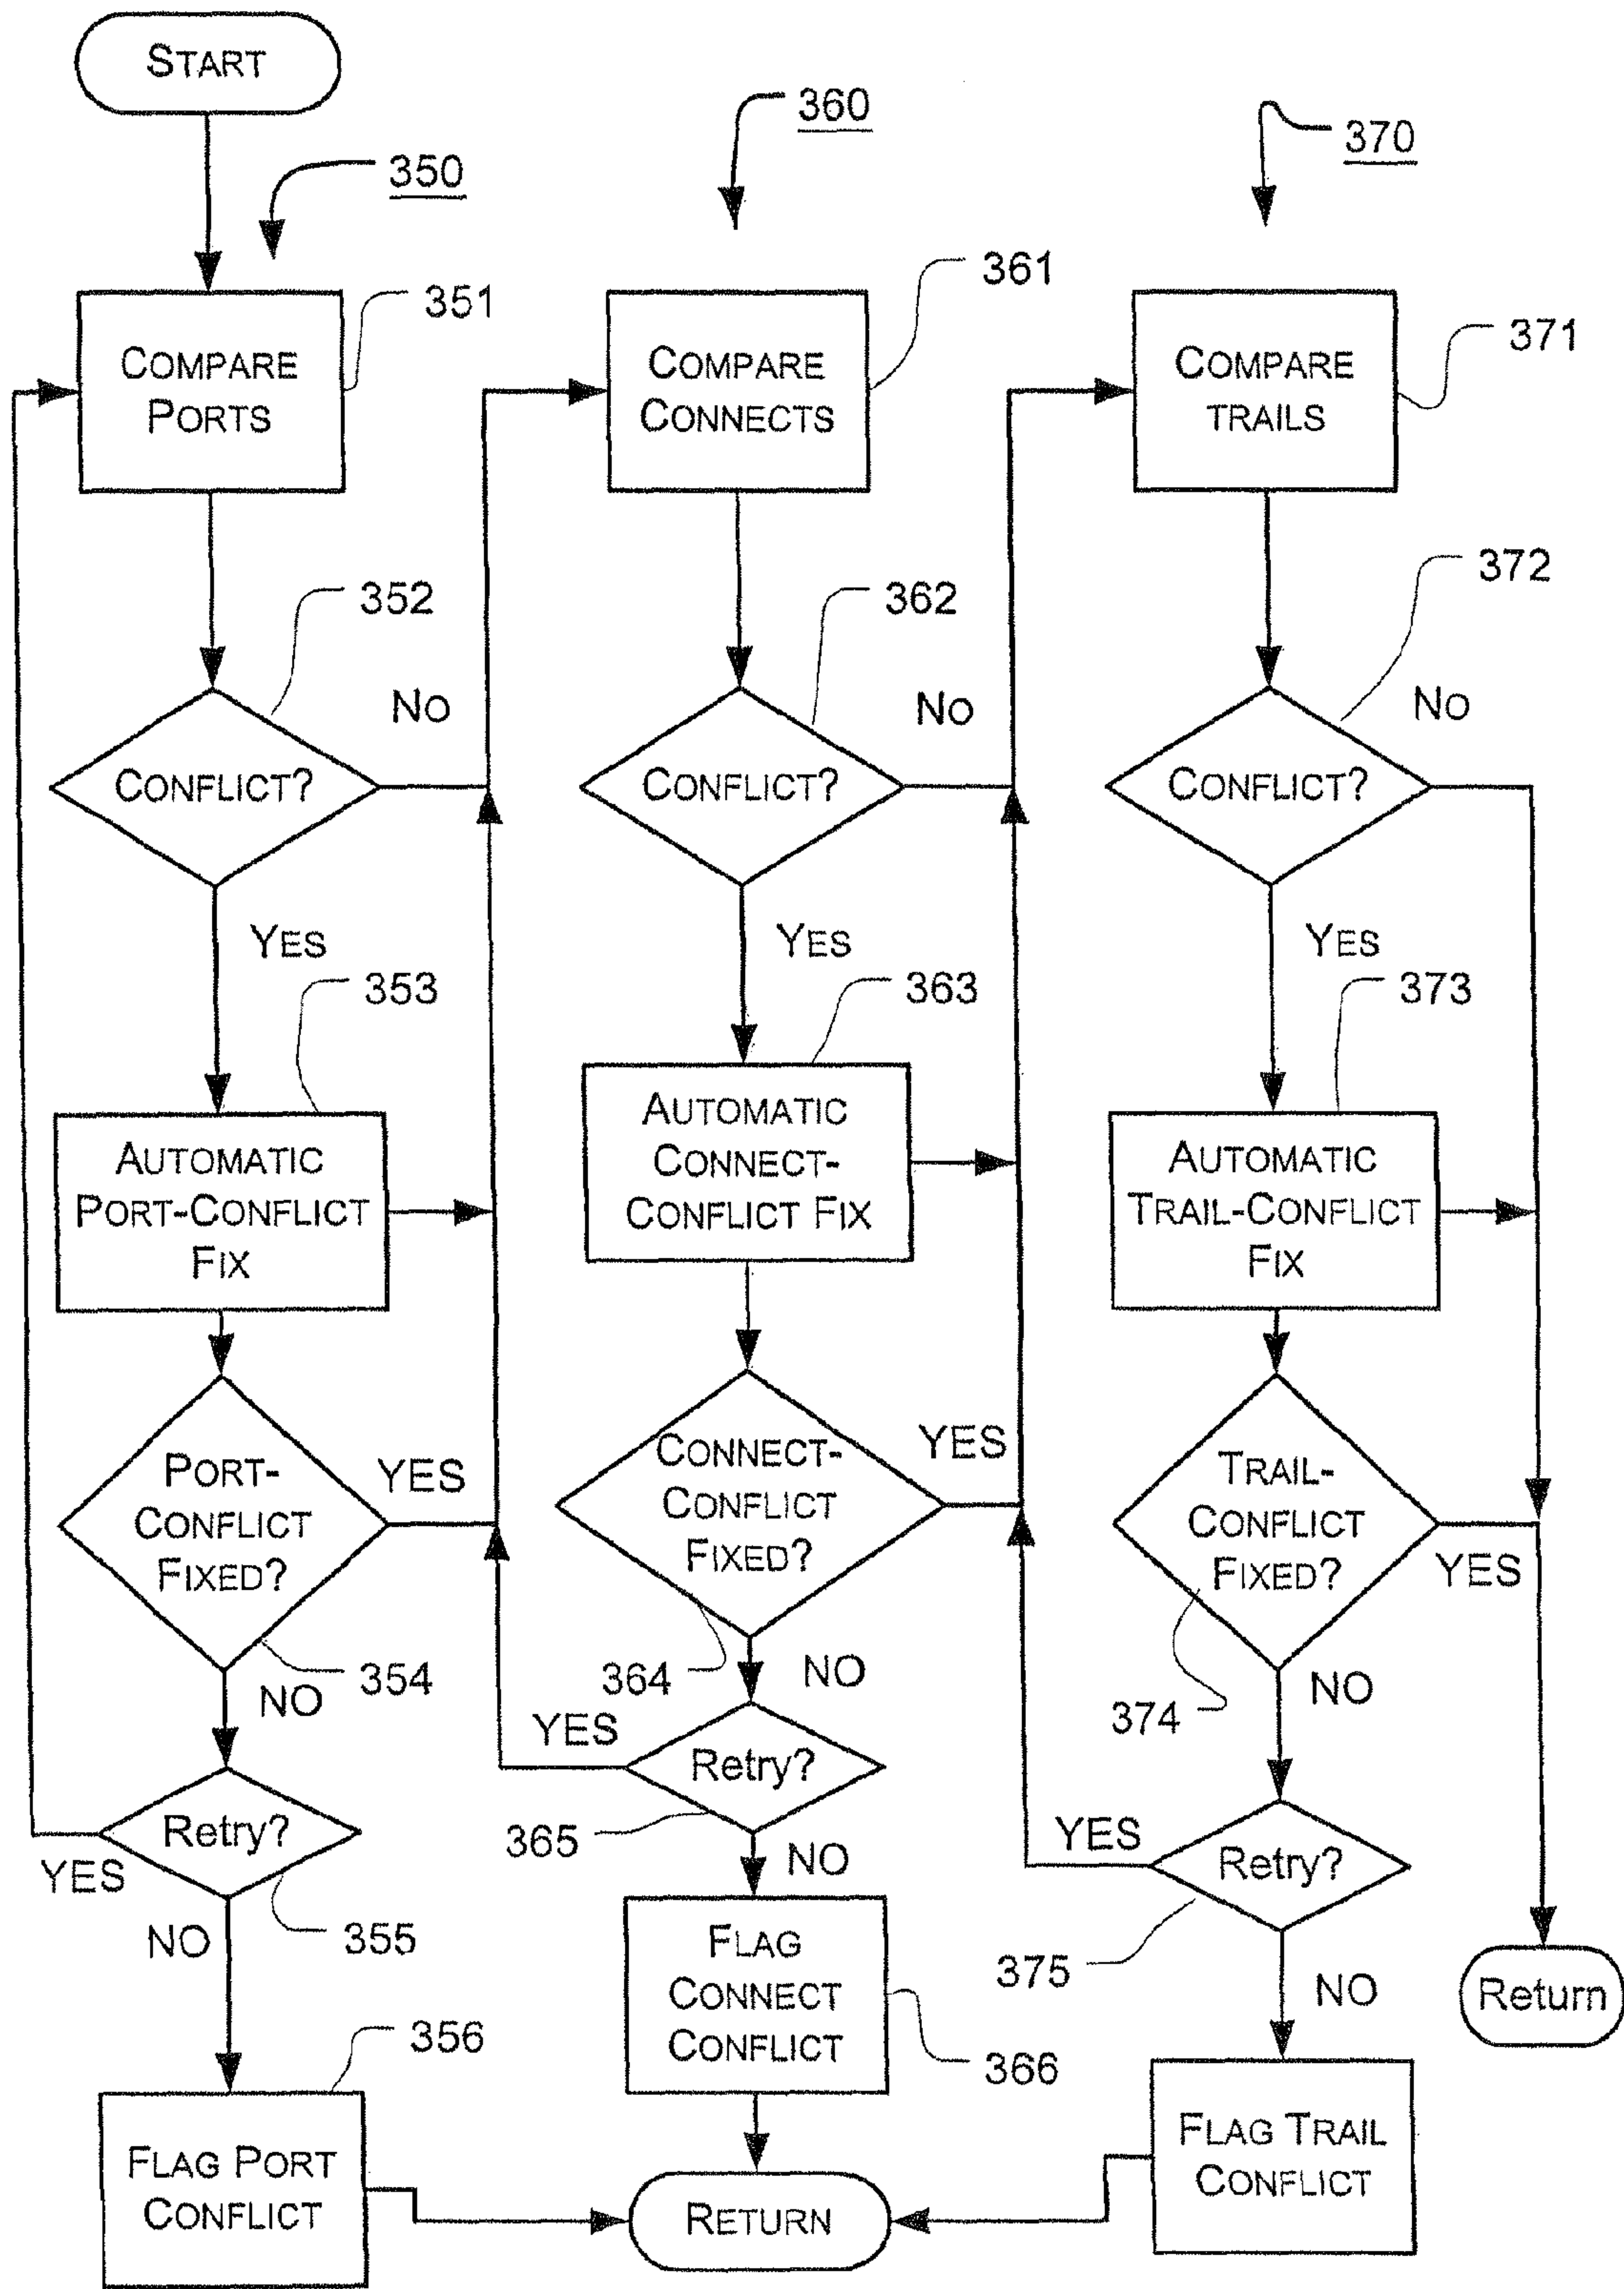 START
350
COMPARE
PORTS
351
352
CONFLICT?
NO
YES
353
AUTOMATIC
PORT-CONFLICT
FIX
PORT-
CONFLICT
FIXED?
YES
354
NO
Retry?
YES
355
NO
356
FLAG PORT
CONFLICT
360
361
COMPARE
CONNECTS
362
CONFLICT?
NO
YES
363
AUTOMATIC
CONNECT-
CONFLICT FIX
CONNECT-
CONFLICT
FIXED?
YES
364
NO
YES
Retry?
365
NO
FLAG
CONNECT
CONFLICT
366
RETURN
370
371
COMPARE
TRAILS
372
CONFLICT?
NO
YES
373
AUTOMATIC
TRAIL-CONFLICT
FIX
TRAIL-
CONFLICT
FIXED?
YES
374
NO
YES
Retry?
375
NO
Return
FLAG TRAIL
CONFLICT